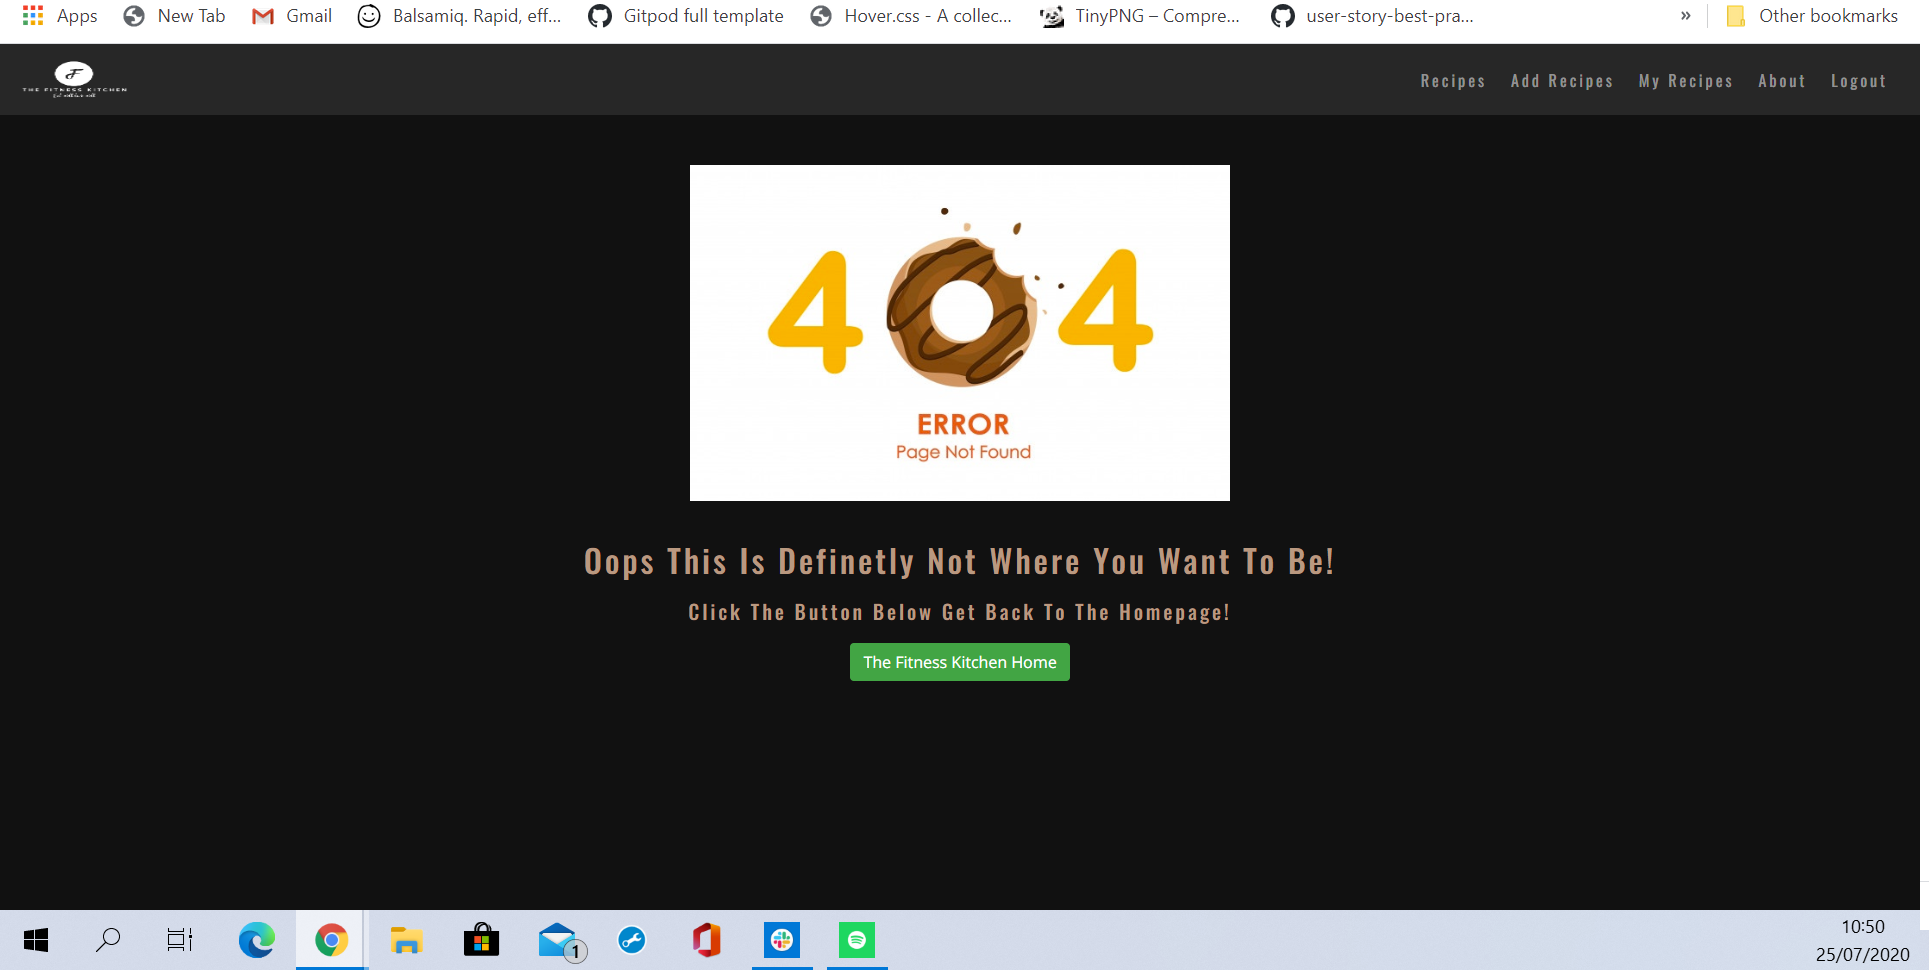 Apps New Tab Gmail Balsamiq. Rapid, eff... Gitpod full template Hover.css - A collec... TinyPNG – Compre... user-story-best-pra... » Other bookmarks
THE FITNESS KITCHEN
Recipes Add Recipes My Recipes About Logout
4 4
ERROR
Page Not Found
Oops This Is Definetly Not Where You Want To Be!
Click The Button Below Get Back To The Homepage!
The Fitness Kitchen Home
1
10:50
25/07/2020